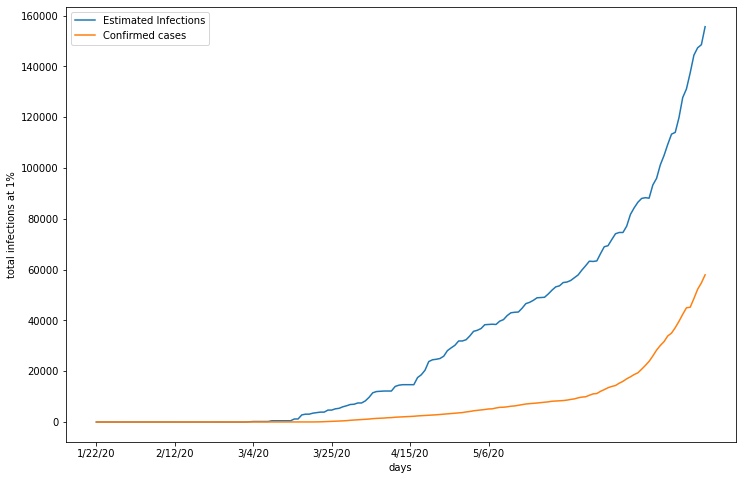 Estimated Infections
Confirmed cases
160000
140000
120000
100000
80000
60000
40000
20000
0
total infections at 1%
1/22/20 2/12/20 3/4/20 3/25/20 4/15/20 5/6/20
days